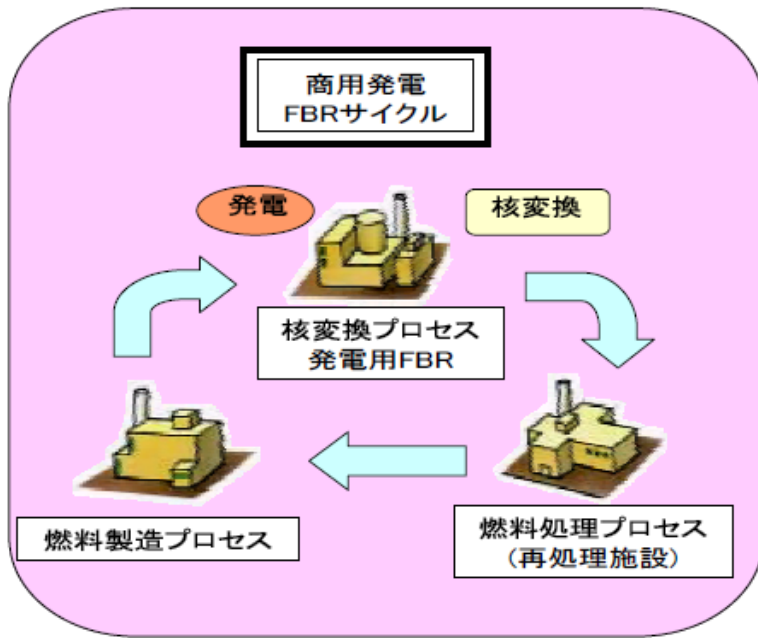 商用発電
FBRサイクル
発電
核変換
核変換プロセス
発電用FBR
燃料製造プロセス
燃料処理プロセス
(再処理施設)